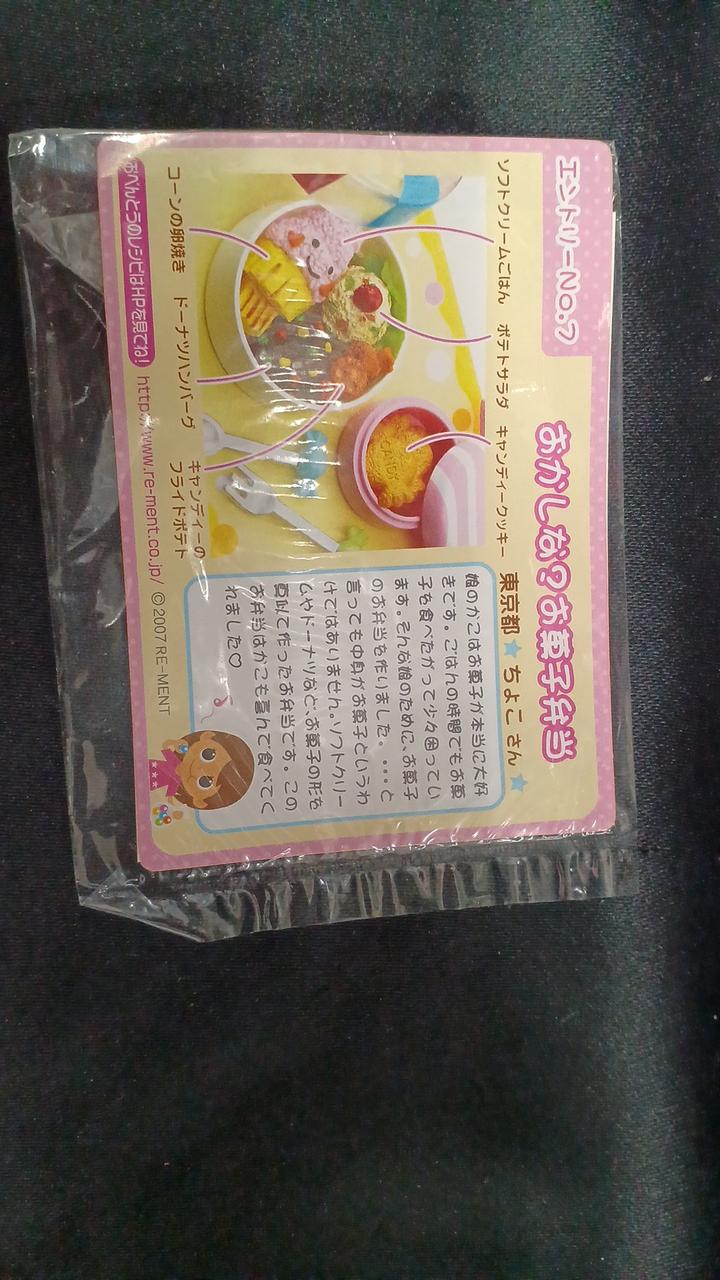 エントリーNo.7
おかしな?お菓子弁当
東京都★ちよこ さん★
ソフトクリームごはん
ポテトサラダ
キャンディークッキー
CANDY
コーンの卵焼き
ドーナツハンバーグ
キャンディーの
フライドポテト
娘のかこはお菓子が本当に大好
きです。ごはんの時間でもお菓
子を食べたがって少々困ってい
ます。そんな娘のために、お菓子
のお弁当を作りました。…と
言っても中身がお菓子というわ
けではありません。ソフトクリー
ムやドーナツなど、お菓子の形を
真似て作ったお弁当です。この
お弁当はかこも喜んで食べてく
れました♡
おべんとうのレシピはHPを見てね!
http://www.re-ment.co.jp/
©2007 RE-MENT